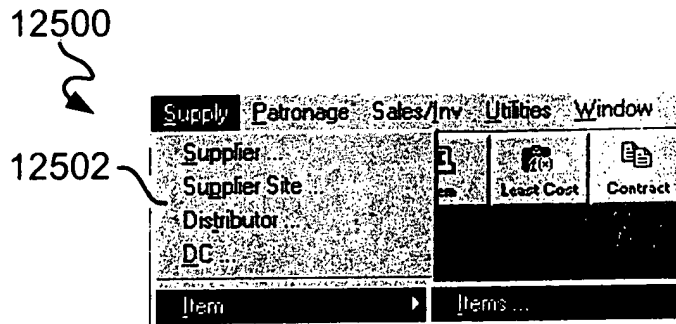 12500
Supply Patronage Sales/Inv Utilities Window
12502
Supplier ...
Supplier Site ...
Distributor ...
DC ...
Least Cost Contract
Item Items ...